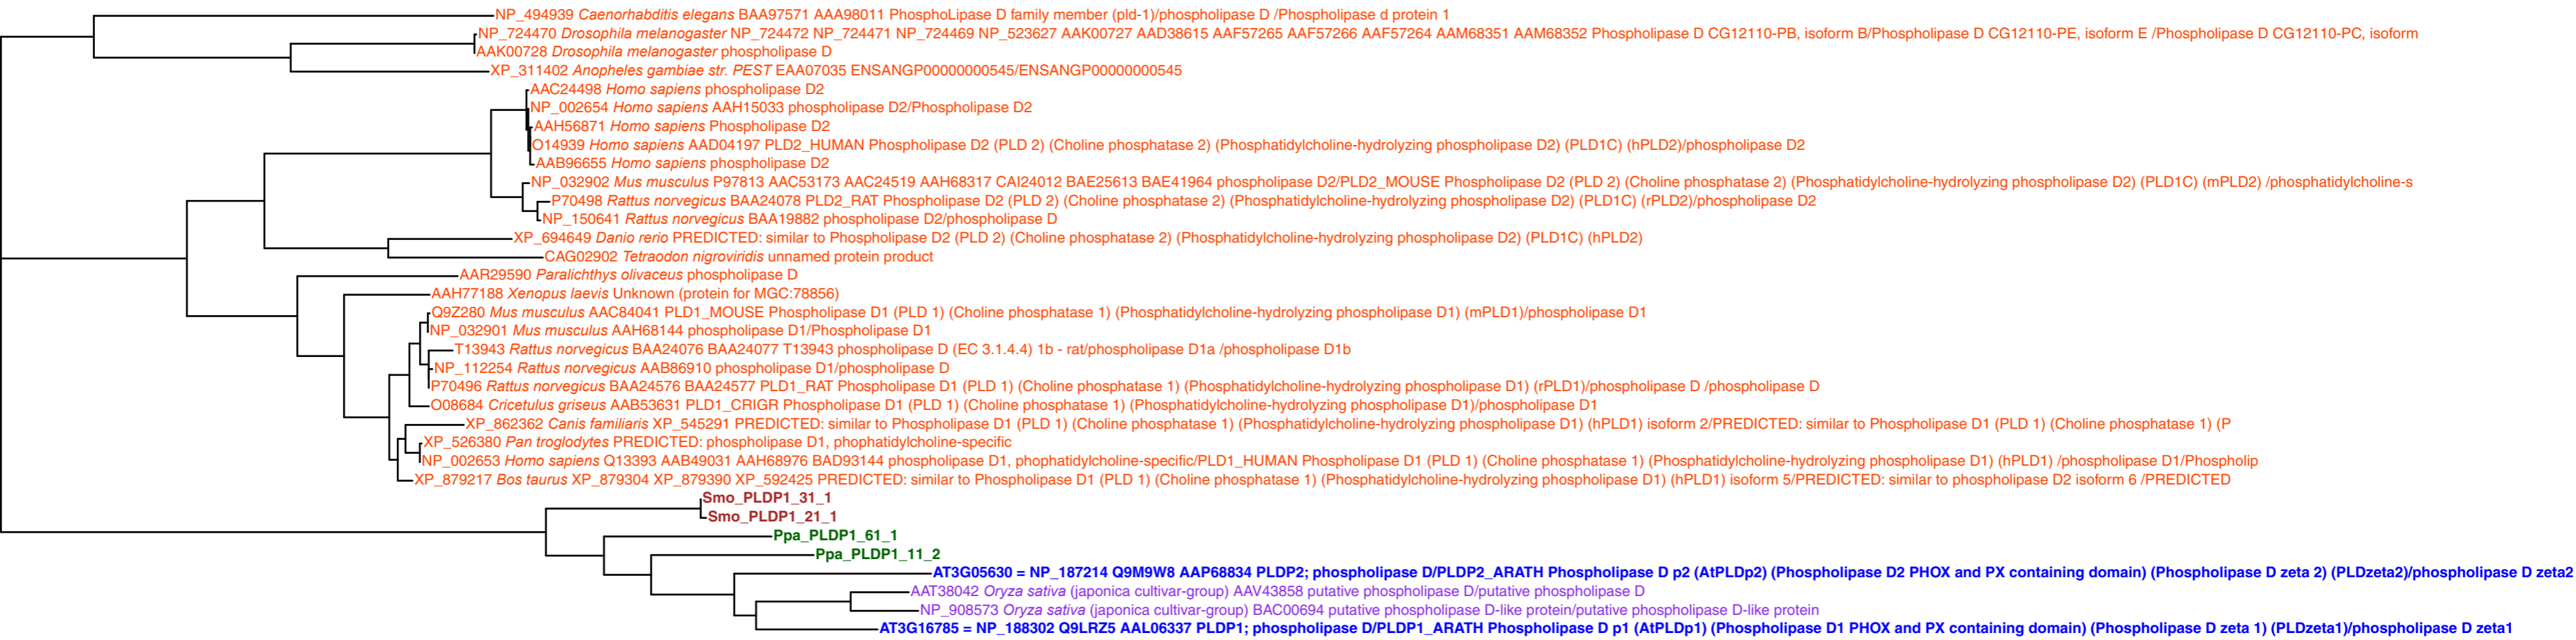 NP_494939 Caenorhabditis elegans BAA97571 AAA98011 PhosphoLipase D family member (pld-1)/phospholipase D /Phospholipase d protein 1
NP_724470 Drosophila melanogaster NP_724472 NP_724471 NP_724469 NP_523627 AAK00727 AAD38615 AAF57265 AAF57266 AAF57264 AAM68351 AAM68352 Phospholipase D CG12110-PB, isoform B/Phospholipase D CG12110-PE, isoform E /Phospholipase D CG12110-PC, isoform
AAK00728 Drosophila melanogaster phospholipase D
XP_311402 Anopheles gambiae str. PEST EAA07035 ENSANGP00000000545/ENSANGP00000000545
AAC24498 Homo sapiens phospholipase D2
NP_002654 Homo sapiens AAH15033 phospholipase D2/Phospholipase D2
AAH56871 Homo sapiens Phospholipase D2
O14939 Homo sapiens AAD04197 PLD2_HUMAN Phospholipase D2 (PLD 2) (Choline phosphatase 2) (Phosphatidylcholine-hydrolyzing phospholipase D2) (PLD1C) (hPLD2)/phospholipase D2
AAB96655 Homo sapiens phospholipase D2
NP_032902 Mus musculus P97813 AAC53173 AAC24519 AAH68317 CAI24012 BAE25613 BAE41964 phospholipase D2/PLD2_MOUSE Phospholipase D2 (PLD 2) (Choline phosphatase 2) (Phosphatidylcholine-hydrolyzing phospholipase D2) (PLD1C) (mPLD2) /phosphatidylcholine-s
P70498 Rattus norvegicus BAA24078 PLD2_RAT Phospholipase D2 (PLD 2) (Choline phosphatase 2) (Phosphatidylcholine-hydrolyzing phospholipase D2) (PLD1C) (rPLD2)/phospholipase D2
NP_150641 Rattus norvegicus BAA19882 phospholipase D2/phospholipase D
XP_694649 Danio rerio PREDICTED: similar to Phospholipase D2 (PLD 2) (Choline phosphatase 2) (Phosphatidylcholine-hydrolyzing phospholipase D2) (PLD1C) (hPLD2)
CAG02902 Tetraodon nigroviridis unnamed protein product
AAR29590 Paralichthys olivaceus phospholipase D
AAH77188 Xenopus laevis Unknown (protein for MGC:78856)
Q9Z280 Mus musculus AAC84041 PLD1_MOUSE Phospholipase D1 (PLD 1) (Choline phosphatase 1) (Phosphatidylcholine-hydrolyzing phospholipase D1) (mPLD1)/phospholipase D1
NP_032901 Mus musculus AAH68144 phospholipase D1/Phospholipase D1
T13943 Rattus norvegicus BAA24076 BAA24077 T13943 phospholipase D (EC 3.1.4.4) 1b - rat/phospholipase D1a /phospholipase D1b
NP_112254 Rattus norvegicus AAB86910 phospholipase D1/phospholipase D
P70496 Rattus norvegicus BAA24576 BAA24577 PLD1_RAT Phospholipase D1 (PLD 1) (Choline phosphatase 1) (Phosphatidylcholine-hydrolyzing phospholipase D1) (rPLD1)/phospholipase D /phospholipase D
O08684 Cricetulus griseus AAB53631 PLD1_CRIGR Phospholipase D1 (PLD 1) (Choline phosphatase 1) (Phosphatidylcholine-hydrolyzing phospholipase D1)/phospholipase D1
XP_862362 Canis familiaris XP_545291 PREDICTED: similar to Phospholipase D1 (PLD 1) (Choline phosphatase 1) (Phosphatidylcholine-hydrolyzing phospholipase D1) (hPLD1) isoform 2/PREDICTED: similar to Phospholipase D1 (PLD 1) (Choline phosphatase 1) (P
XP_526380 Pan troglodytes PREDICTED: phospholipase D1, phophatidylcholine-specific
NP_002653 Homo sapiens Q13393 AAB49031 AAH68976 BAD93144 phospholipase D1, phophatidylcholine-specific/PLD1_HUMAN Phospholipase D1 (PLD 1) (Choline phosphatase 1) (Phosphatidylcholine-hydrolyzing phospholipase D1) (hPLD1) /phospholipase D1/Phospholip
XP_879217 Bos taurus XP_879304 XP_879390 XP_592425 PREDICTED: similar to Phospholipase D1 (PLD 1) (Choline phosphatase 1) (Phosphatidylcholine-hydrolyzing phospholipase D1) (hPLD1) isoform 5/PREDICTED: similar to phospholipase D2 isoform 6 /PREDICTED
Smo_PLDP1_31_1
Smo_PLDP1_21_1
Ppa_PLDP1_61_1
Ppa_PLDP1_11_2
AT3G05630 = NP_187214 Q9M9W8 AAP68834 PLDP2; phospholipase D/PLDP2_ARATH Phospholipase D p2 (AtPLDp2) (Phospholipase D2 PHOX and PX containing domain) (Phospholipase D zeta 2) (PLDzeta2)/phospholipase D zeta2
AAT38042 Oryza sativa (japonica cultivar-group) AAV43858 putative phospholipase D/putative phospholipase D
NP_908573 Oryza sativa (japonica cultivar-group) BAC00694 putative phospholipase D-like protein/putative phospholipase D-like protein
AT3G16785 = NP_188302 Q9LRZ5 AAL06337 PLDP1; phospholipase D/PLDP1_ARATH Phospholipase D p1 (AtPLDp1) (Phospholipase D1 PHOX and PX containing domain) (Phospholipase D zeta 1) (PLDzeta1)/phospholipase D zeta1